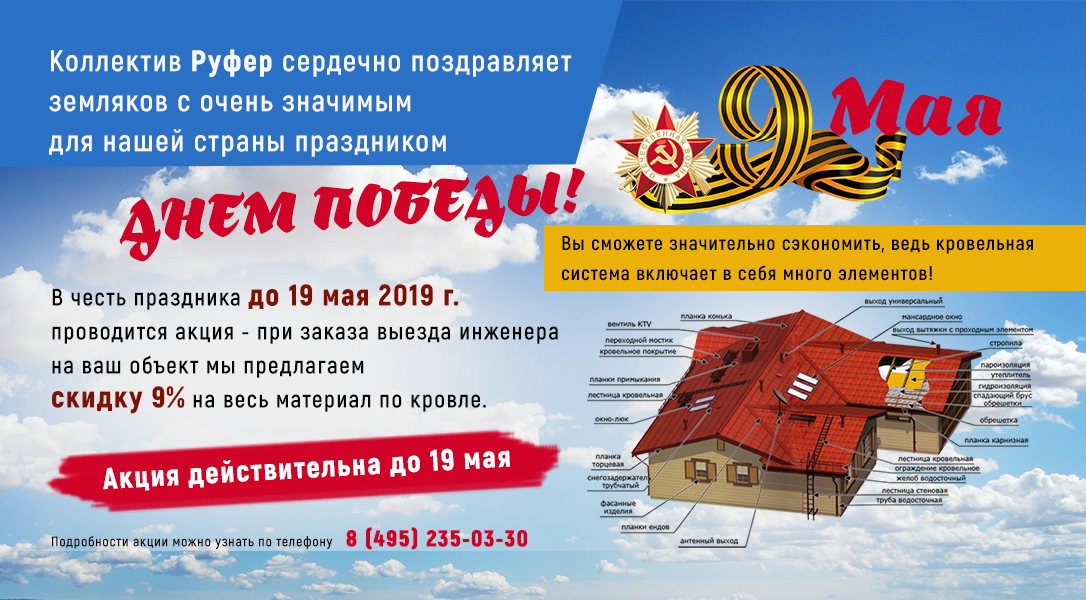 Коллектив Руфер сердечно поздравляет
земляков с очень значимым
для нашей страны праздником
ДНЕМ ПОБЕДЫ!
В честь праздника до 19 мая 2019 г.
проводится акция - при заказа выезда инженера
на ваш объект мы предлагаем
скидку 9% на весь материал по кровле.
Акция действительна до 19 мая
Подробности акции можно узнать по телефону 8 (495) 235-03-30
9 Мая
ОТЕЧЕСТВЕННАЯ ВОЙНА
Вы сможете значительно сэкономить, ведь кровельная
система включает в себя много элементов!
выход универсальный
планка конька
мансардное окно
вентиль KTV
выход вытяжки с проходным элементом
переходной мостик
стропила
кровельное покрытие
пароизоляция
утеплитель
планки примыкания
гидроизоляция
лестница кровельная
спадающий брус
обрешетки
окно-люк
обрешетка
планка карнизная
планка
торцевая
лестница кровельная
ограждение кровельное
снегозадержатель
трубчатый
желоб водосточный
лестница стеновая
труба водосточная
фасанные
изделия
планки ендов
антенный выход